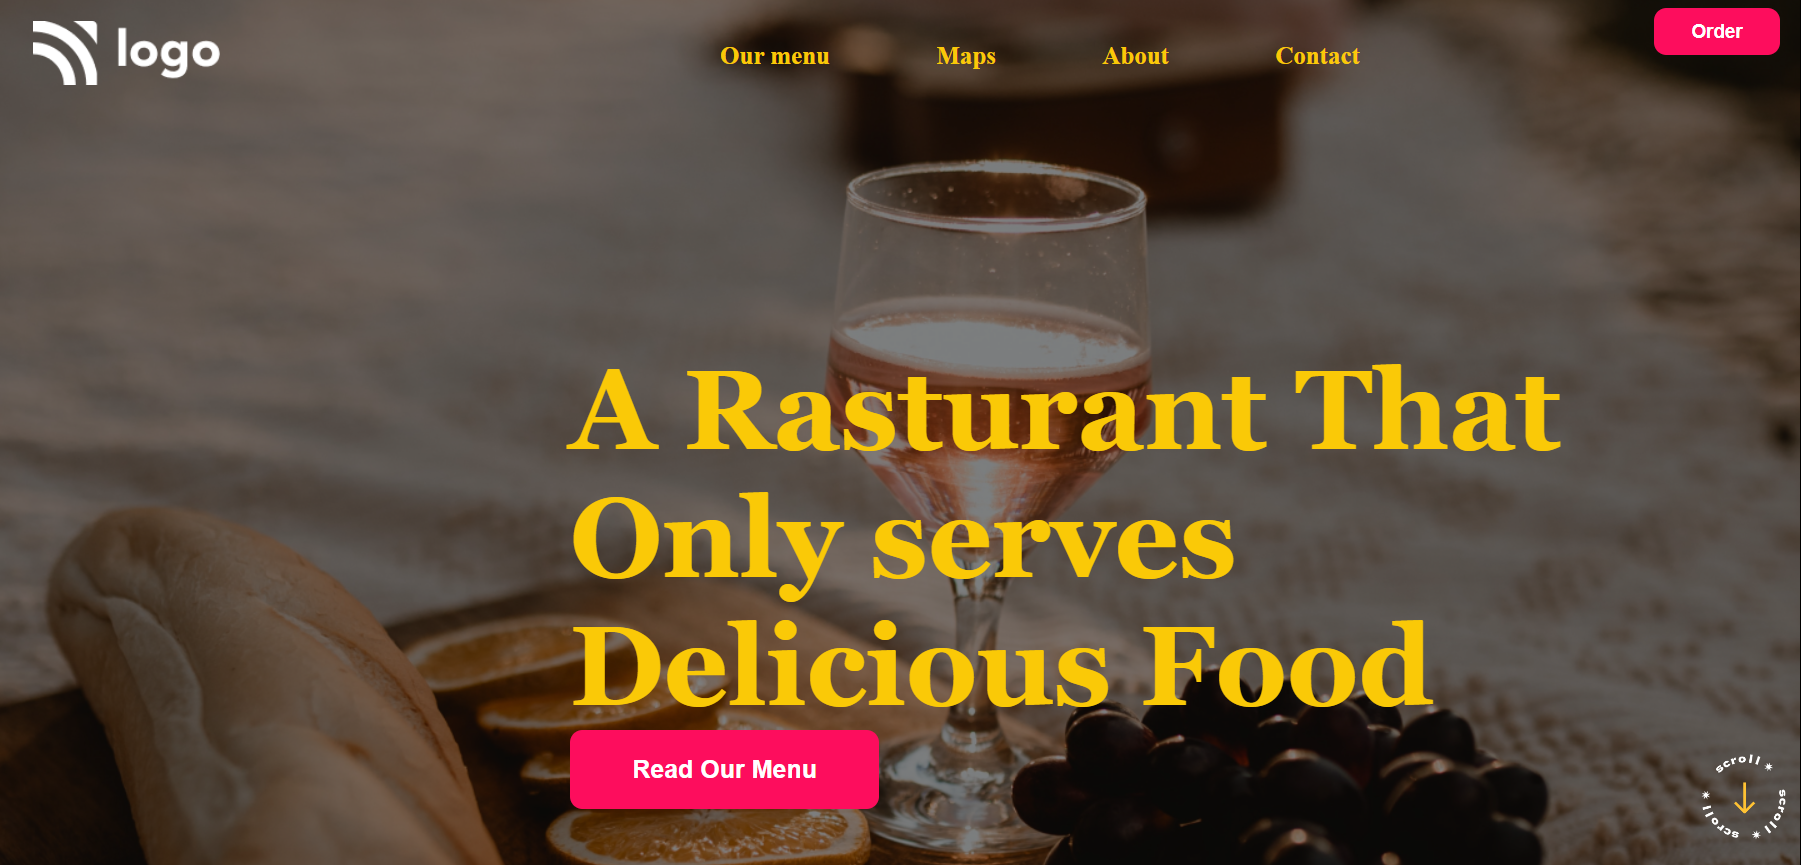 logo
Our menu Maps About Contact
Order
A Rasturant That
Only serves
Delicious Food
Read Our Menu
scroll * scroll * scroll *